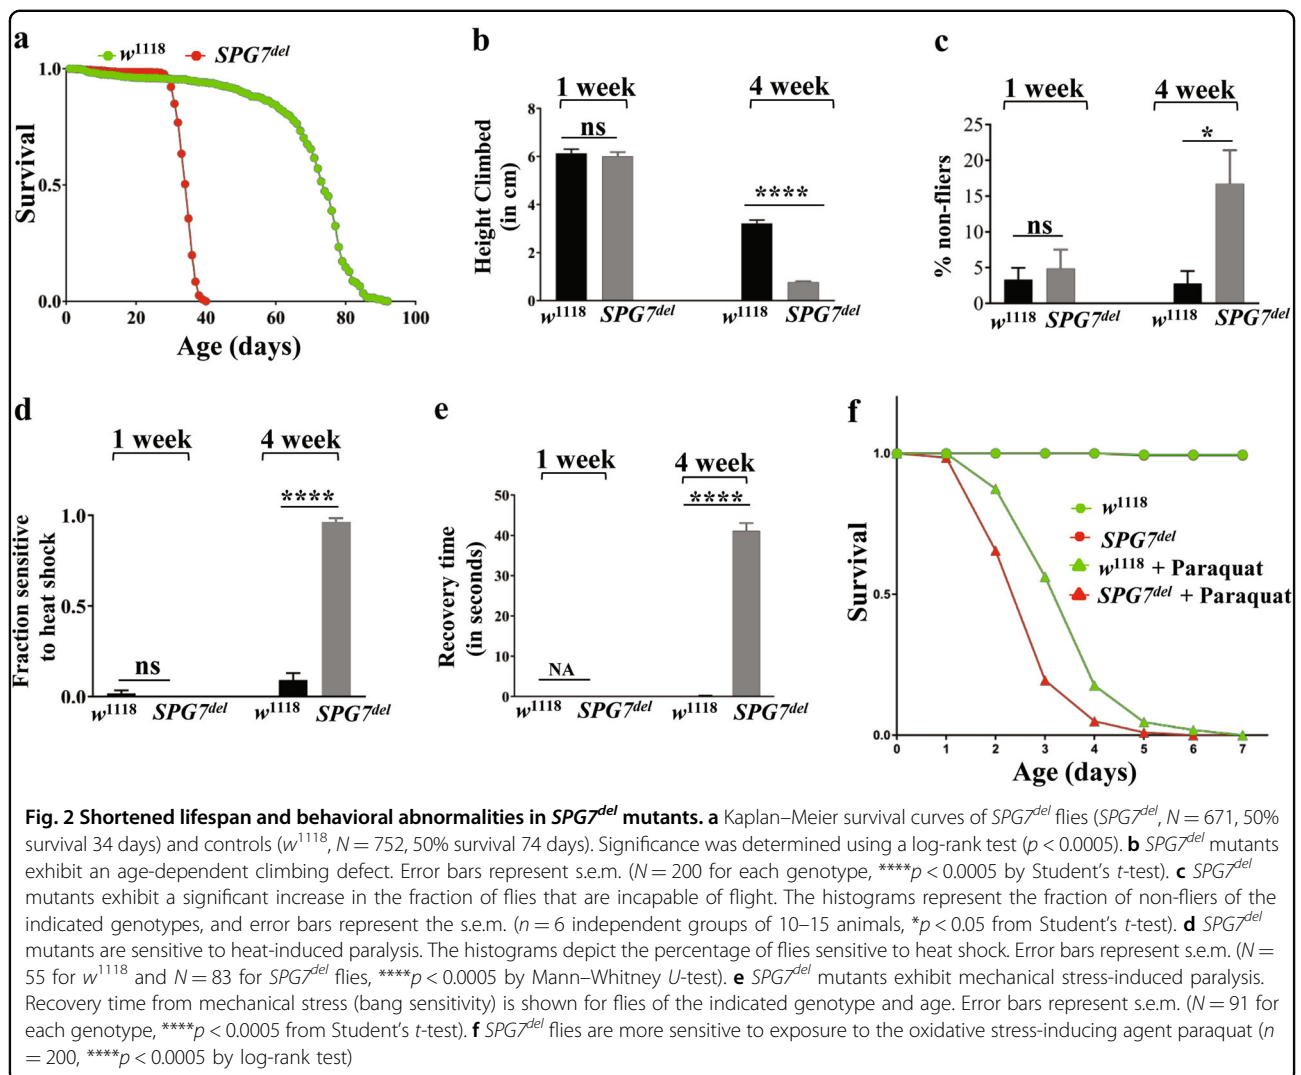 a
w1118 SPG7del
1.0
0.5
0.0
Survival
0 20 40 60 80 100
Age (days)
b
1 week 4 week
ns
****
8
6
4
2
0
Height Climbed
(in cm)
w1118 SPG7del w1118 SPG7del
c
1 week 4 week
ns
*
25
20
15
10
5
0
% non-fliers
w1118 SPG7del w1118 SPG7del
d
1 week 4 week
ns
****
1.0
0.5
0.0
Fraction sensitive
to heat shock
w1118 SPG7del w1118 SPG7del
e
1 week 4 week
NA
****
50
40
30
20
10
0
Recovery time
(in seconds)
w1118 SPG7del w1118 SPG7del
f
1.0
0.5
0.0
Survival
w1118
SPG7del
w1118 + Paraquat
SPG7del + Paraquat
0 1 2 3 4 5 6 7
Age (days)
Fig. 2 Shortened lifespan and behavioral abnormalities in SPG7del mutants. a Kaplan–Meier survival curves of SPG7del flies (SPG7del, N = 671, 50%
survival 34 days) and controls (w1118, N = 752, 50% survival 74 days). Significance was determined using a log-rank test (p < 0.0005). b SPG7del mutants
exhibit an age-dependent climbing defect. Error bars represent s.e.m. (N = 200 for each genotype, ****p < 0.0005 by Student's t-test). c SPG7del
mutants exhibit a significant increase in the fraction of flies that are incapable of flight. The histograms represent the fraction of non-fliers of the
indicated genotypes, and error bars represent the s.e.m. (n = 6 independent groups of 10–15 animals, *p < 0.05 from Student's t-test). d SPG7del
mutants are sensitive to heat-induced paralysis. The histograms depict the percentage of flies sensitive to heat shock. Error bars represent s.e.m. (N =
55 for w1118 and N = 83 for SPG7del flies, ****p < 0.0005 by Mann–Whitney U-test). e SPG7del mutants exhibit mechanical stress-induced paralysis.
Recovery time from mechanical stress (bang sensitivity) is shown for flies of the indicated genotype and age. Error bars represent s.e.m. (N = 91 for
each genotype, ****p < 0.0005 from Student's t-test). f SPG7del flies are more sensitive to exposure to the oxidative stress-inducing agent paraquat (n
= 200, ****p < 0.0005 by log-rank test)